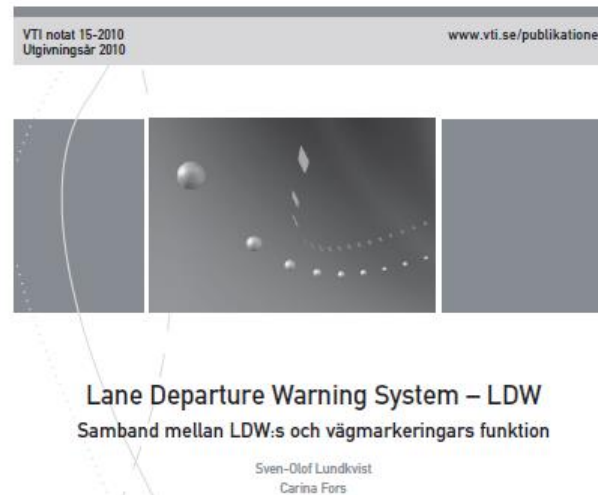 VTI notat 15-2010
Utgivningsår 2010
www.vti.se/publikatione
Lane Departure Warning System – LDW
Samband mellan LDW:s och vägmarkeringars funktion
Sven-Olof Lundkvist
Carina Fors